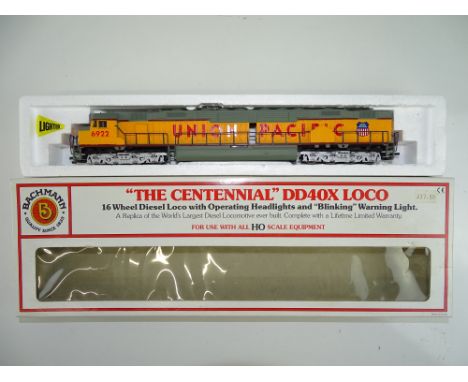 LIGHTED
6922
UNION PACIFIC
BACHMANN
QUALITY SINCE 1833
"THE CENTENNIAL" DD40X LOCO
16 Wheel Diesel Loco with Operating Headlights and "Blinking" Warning Light.
A Replica of the World's Largest Diesel Locomotive ever built. Complete with a Lifetime Limited Warranty.
FOR USE WITH ALL HO SCALE EQUIPMENT
CE